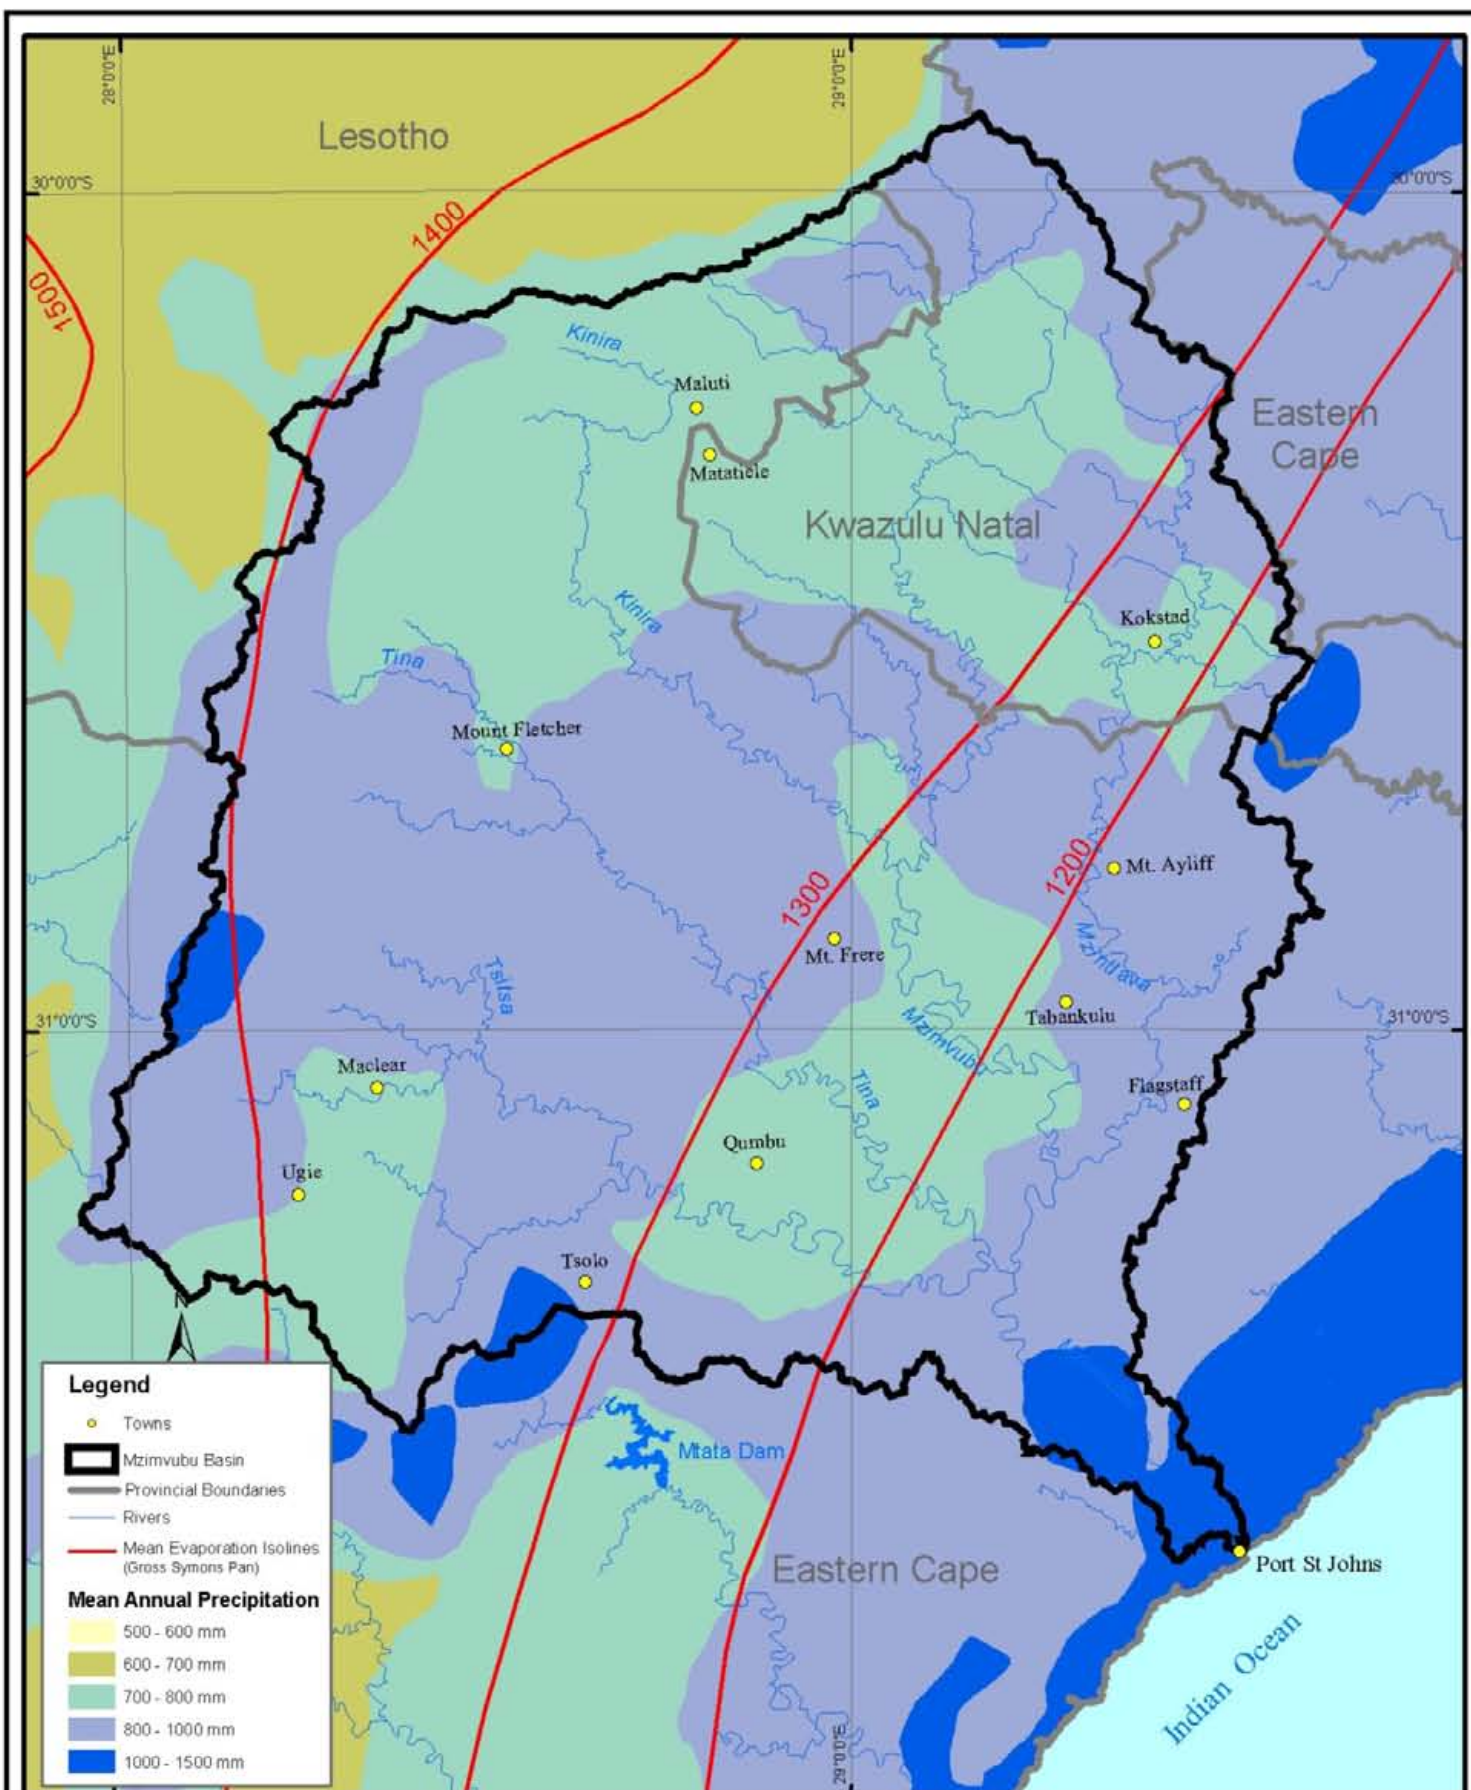 28°0'0"E
29°0'0"E
Lesotho
30°0'0"S
30°0'0"S
1400
1500
Kinira
Maluti
Eastern
Cape
Matatiele
Kwazulu Natal
Kinira
Kokstad
Tina
Mount Fletcher
1200
Mt. Ayliff
1300
Mt. Frere
Mzintlava
Tsitsa
Tabankulu
31°0'0"S
31°0'0"S
Mzimvubu
Maclear
Tina
Flagstaff
Qumbu
Ugie
Tsolo
N
Legend
Towns
Mzimvubu Basin
Provincial Boundaries
Rivers
Mean Evaporation Isolines
(Gross Symons Pan)
Mean Annual Precipitation
500 - 600 mm
600 - 700 mm
700 - 800 mm
800 - 1000 mm
1000 - 1500 mm
Mtata Dam
Eastern Cape
Port St Johns
Indian Ocean
29°0'0"E